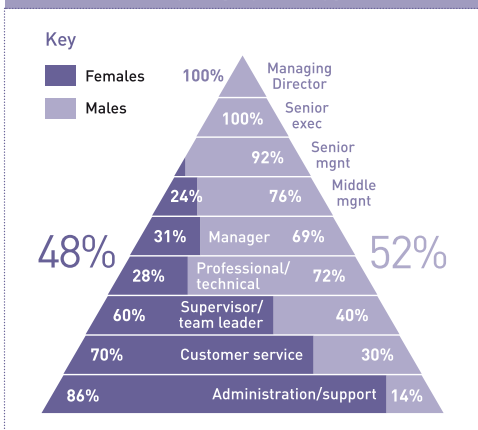 Key
Females
Males
100%
Managing
Director
100%
Senior
exec
92%
Senior
mgnt
24%
76%
Middle
mgnt
31%
Manager
69%
48%
52%
28%
Professional/
technical
72%
60%
Supervisor/
team leader
40%
70%
Customer service
30%
86%
Administration/support
14%